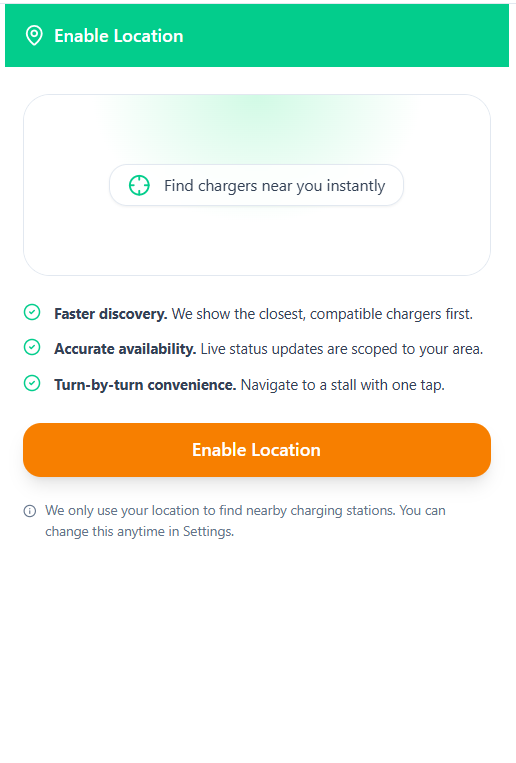 Enable Location
Find chargers near you instantly
Faster discovery. We show the closest, compatible chargers first.
Accurate availability. Live status updates are scoped to your area.
Turn-by-turn convenience. Navigate to a stall with one tap.
Enable Location
We only use your location to find nearby charging stations. You can
change this anytime in Settings.